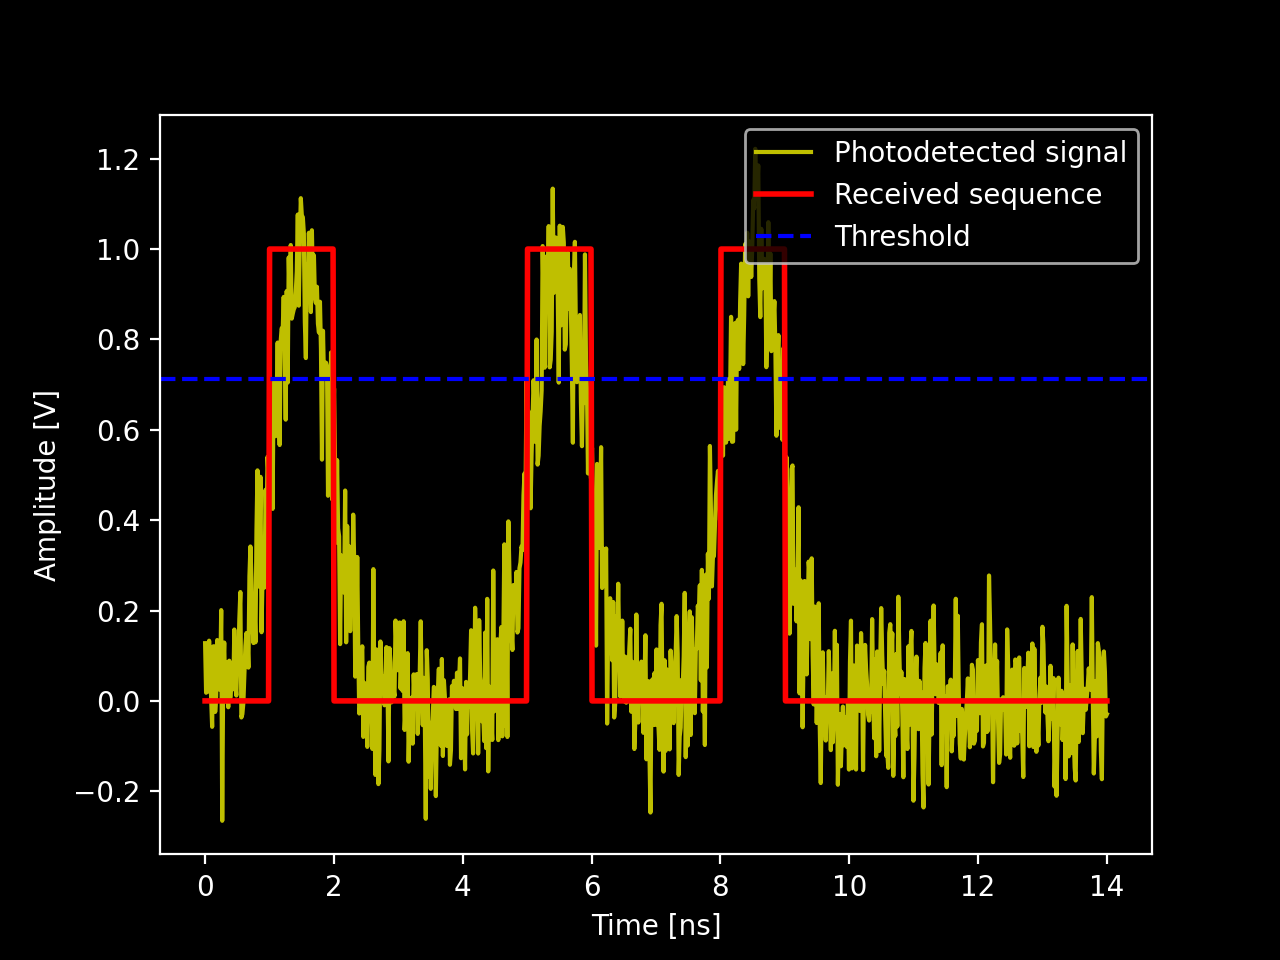 Photodetected signal
Received sequence
Threshold
1.2
1.0
0.8
0.6
0.4
0.2
0.0
−0.2
Amplitude [V]
0 2 4 6 8 10 12 14
Time [ns]